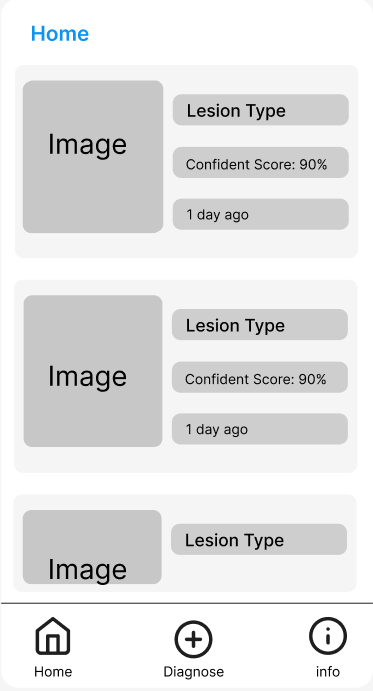 Home
Image
Lesion Type
Confident Score: 90%
1 day ago
Image
Lesion Type
Confident Score: 90%
1 day ago
Image
Lesion Type
Home
Diagnose
info